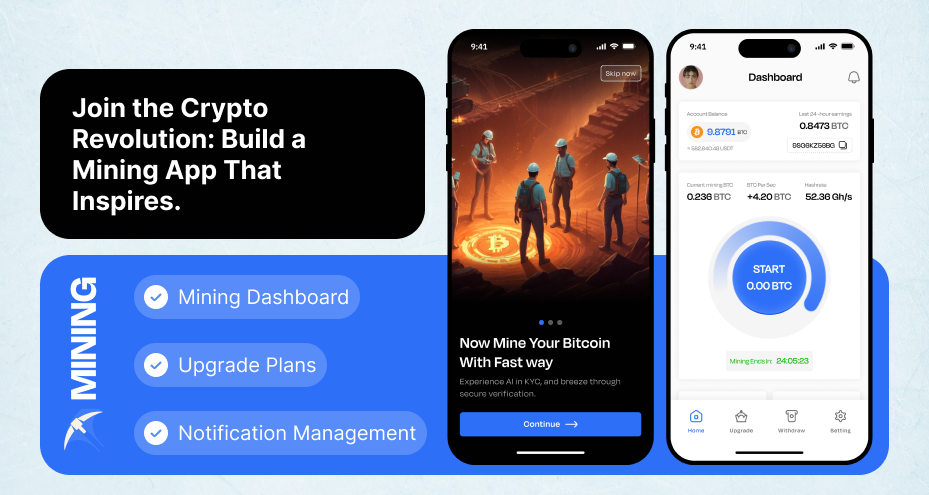 Join the Crypto
Revolution: Build a
Mining App That
Inspires.
MINING
Mining Dashboard
Upgrade Plans
Notification Management
9:41
Skip now
Now Mine Your Bitcoin
With Fast way
Experience AI in KYC, and breeze through
secure verification.
Continue
9:41
Dashboard
Account Balance
Last 24-hour earnings
9.8791 BTC
0.8473 BTC
≈ 582,640.48 USDT
9SG6KZ56BG
Current mining BTC
BTC Per Sec
Hashrate
0.236 BTC
+4.20 BTC
52.36 Gh/s
START
0.00 BTC
Mining Ends In: 24:05:23
Home
Upgrade
Withdraw
Setting